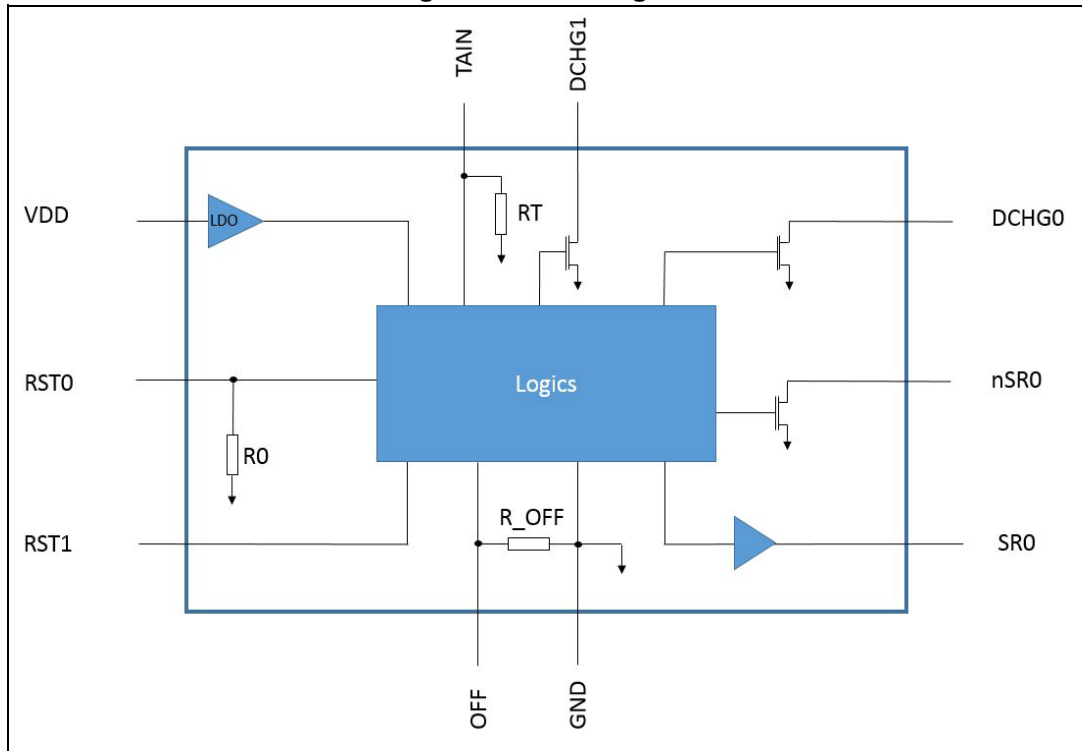 TAIN
DCHG1
VDD
LDO
RT
DCHG0
RST0
Logics
nSR0
R0
R_OFF
RST1
SR0
OFF
GND